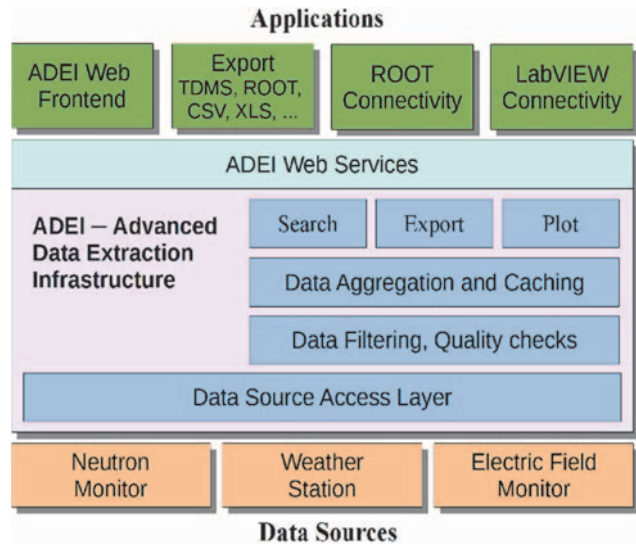 Applications
ADEI Web
Frontend
Export
TDMS, ROOT,
CSV, XLS, ...
ROOT
Connectivity
LabVIEW
Connectivity
ADEI Web Services
ADEI – Advanced
Data Extraction
Infrastructure
Search
Export
Plot
Data Aggregation and Caching
Data Filtering, Quality checks
Data Source Access Layer
Neutron
Monitor
Weather
Station
Electric Field
Monitor
Data Sources